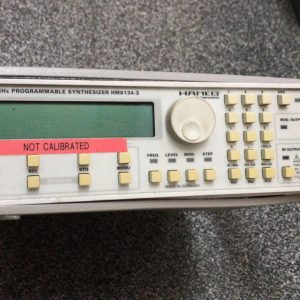 Hz PROGRAMMABLE SYNTHESIZER HM8134-3
HAMEG
NOT CALIBRATED
FREQ. LEVEL MOD. STEP
MOD. OUTPUT
RCL STO MENU
RF OUTPUT
MADE IN GERMANY